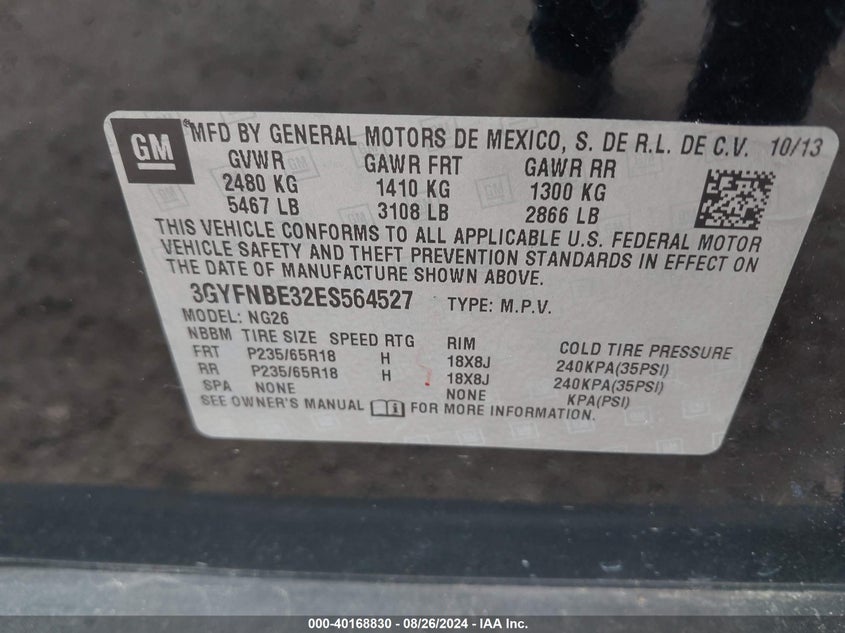 GM
MFD BY GENERAL MOTORS DE MEXICO, S. DE R.L. DE C.V. 10/13
GVWR GAWR FRT GAWR RR
2480 KG 1410 KG 1300 KG
5467 LB 3108 LB 2866 LB
THIS VEHICLE CONFORMS TO ALL APPLICABLE U.S. FEDERAL MOTOR
VEHICLE SAFETY AND THEFT PREVENTION STANDARDS IN EFFECT ON
THE DATE OF MANUFACTURE SHOWN ABOVE.
3GYFNBE32ES564527 TYPE: M.P.V.
MODEL: NG26
NBBM TIRE SIZE SPEED RTG RIM COLD TIRE PRESSURE
FRT P235/65R18 H 18X8J 240KPA(35PSI)
RR P235/65R18 H 18X8J 240KPA(35PSI)
SPA NONE NONE KPA(PSI)
SEE OWNER'S MANUAL FOR MORE INFORMATION.
000-40168830 - 08/26/2024 - IAA Inc.